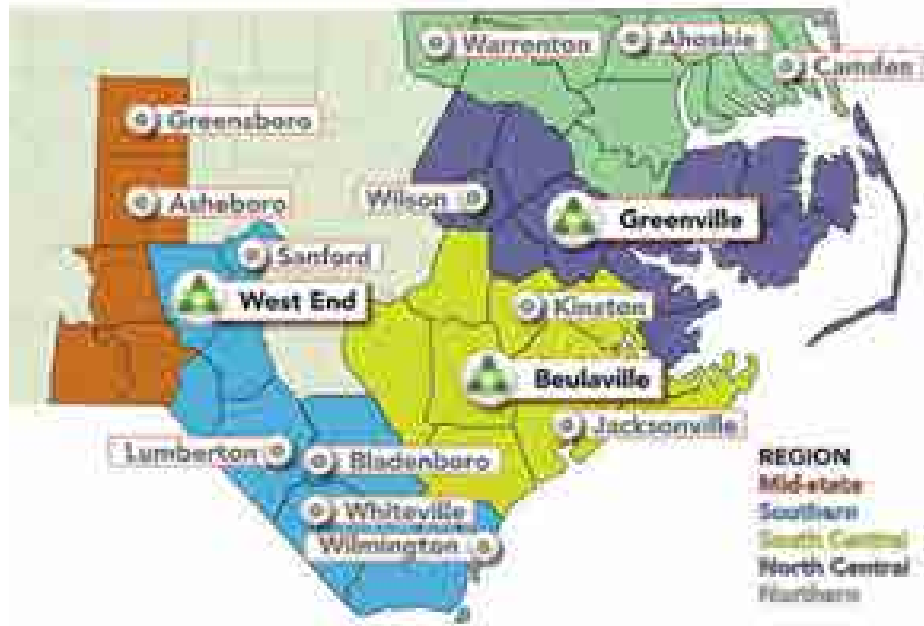 Warrenton
Ahoskie
Camden
Greensboro
Asheboro
Wilson
Greenville
Sanford
West End
Kinston
Beulaville
Jacksonville
Lumberton
Bladenboro
Whiteville
Wilmington
REGION
Mid-state
Southern
South Central
North Central
Northern